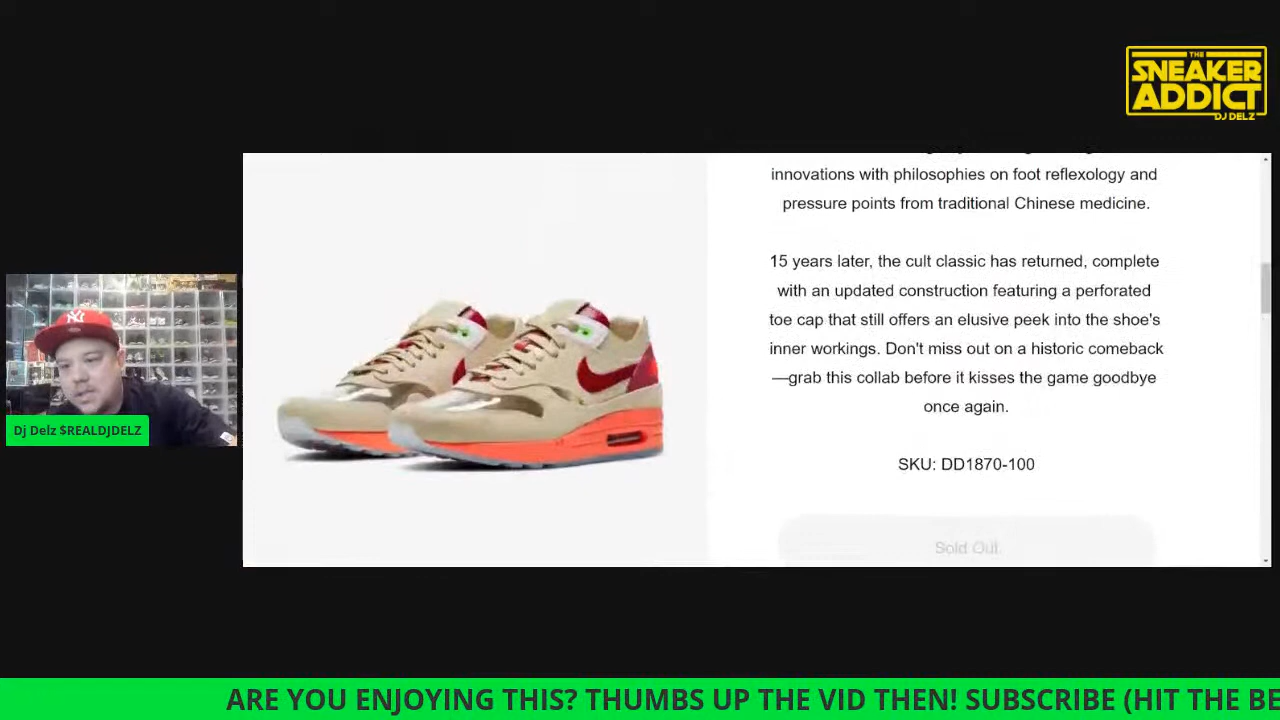 THE
SNEAKER
ADDICT
DJ DELZ
innovations with philosophies on foot reflexology and
pressure points from traditional Chinese medicine.
15 years later, the cult classic has returned, complete
with an updated construction featuring a perforated
toe cap that still offers an elusive peek into the shoe's
inner workings. Don't miss out on a historic comeback
—grab this collab before it kisses the game goodbye
once again.
SKU: DD1870-100
Sold Out
Dj Delz $REALDJDELZ
ARE YOU ENJOYING THIS? THUMBS UP THE VID THEN! SUBSCRIBE (HIT THE BE